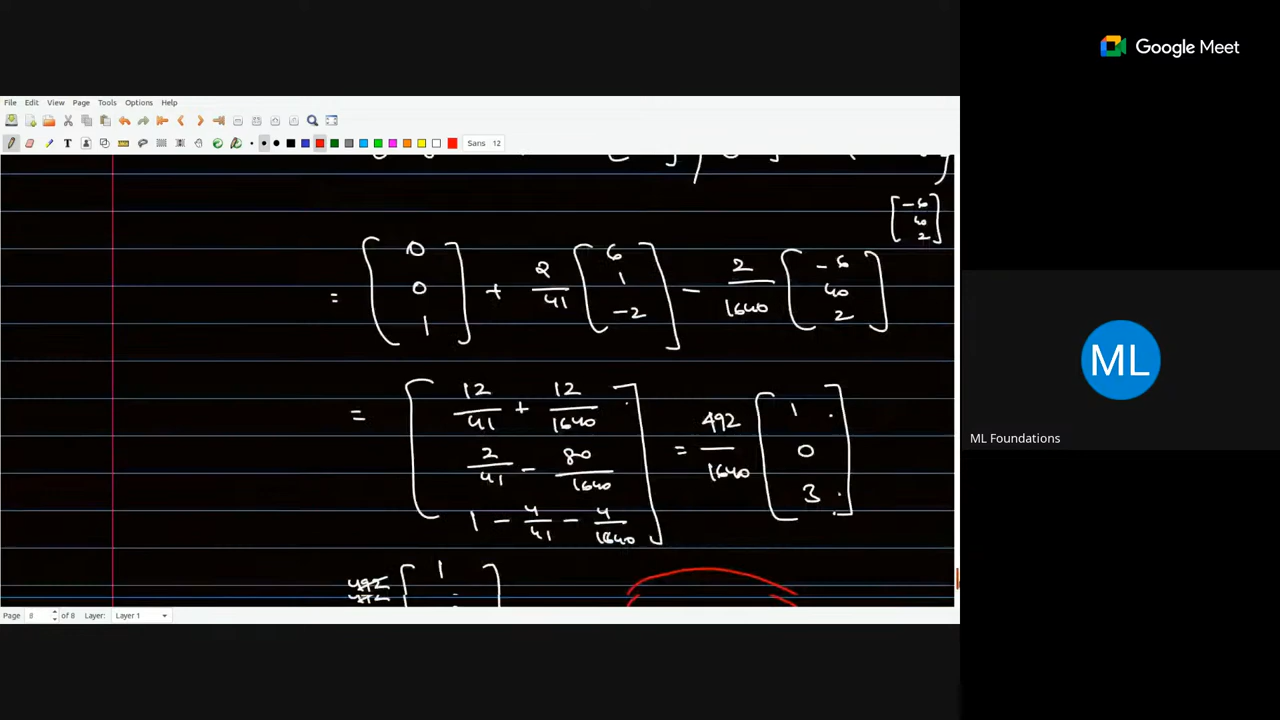 Google Meet
File Edit View Page Tools Options Help
Sans 12
[-6 40 2]
= [0 0 1] + 2/41 [6 1 -2] - 2/1640 [-6 40 2]
= [12/41 + 12/1640
2/41 - 80/1640
1 - 4/41 - 4/1640] = 492/1640 [1 0 3]
ML
ML Foundations
492 [1
Page 8 of 8 Layer: Layer 1